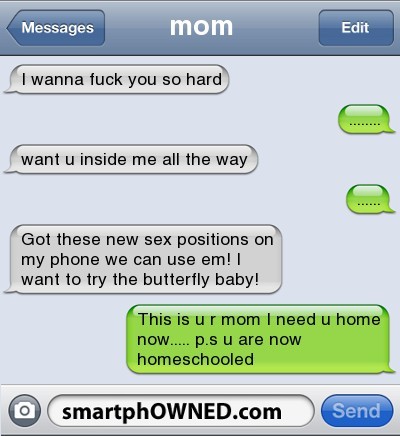 Messages
mom
Edit
I wanna fuck you so hard
........
want u inside me all the way
......
Got these new sex positions on
my phone we can use em! I
want to try the butterfly baby!
This is u r mom I need u home
now..... p.s u are now
homeschooled
smartphOWNED.com
Send